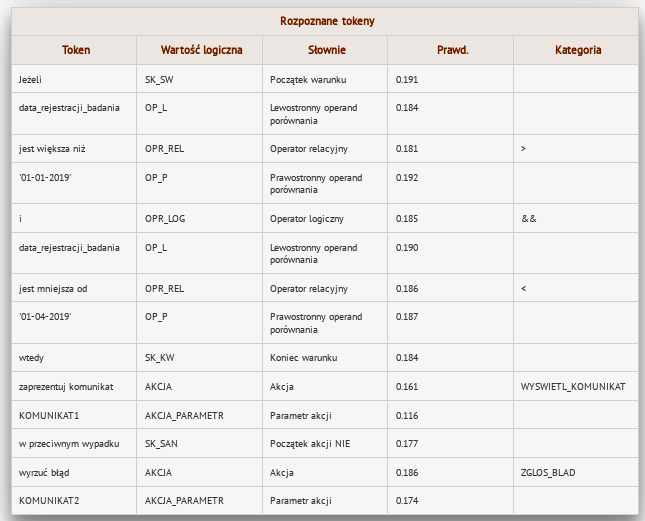 Rozpoznane tokeny
Token Wartość logiczna Słownie Prawd. Kategoria
Jeżeli SK_SW Początek warunku 0.191
data_rejestracji_badania OP_L Lewostronny operand 0.184
porównania
jest większa niż OPR_REL Operator relacyjny 0.181 >
'01-01-2019' OP_P Prawostronny operand 0.192
porównania
i OPR_LOG Operator logiczny 0.185 &&
data_rejestracji_badania OP_L Lewostronny operand 0.190
porównania
jest mniejsza od OPR_REL Operator relacyjny 0.186 <
'01-04-2019' OP_P Prawostronny operand 0.187
porównania
wtedy SK_KW Koniec warunku 0.184
zaprezentuj komunikat AKCJA Akcja 0.161 WYSWIETL_KOMUNIKAT
KOMUNIKAT1 AKCJA_PARAMETR Parametr akcji 0.116
w przeciwnym wypadku SK_SAN Początek akcji NIE 0.177
wyrzuć błąd AKCJA Akcja 0.186 ZGLOS_BLAD
KOMUNIKAT2 AKCJA_PARAMETR Parametr akcji 0.174